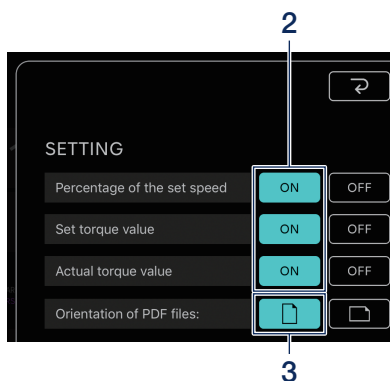 2
SETTING
Percentage of the set speed ON OFF
Set torque value ON OFF
Actual torque value ON OFF
Orientation of PDF files:
3